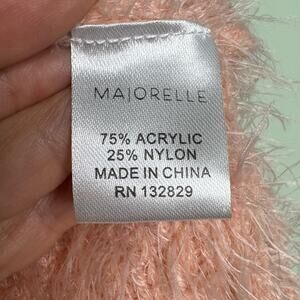 MAJORELLE
75% ACRYLIC
25% NYLON
MADE IN CHINA
RN 132829